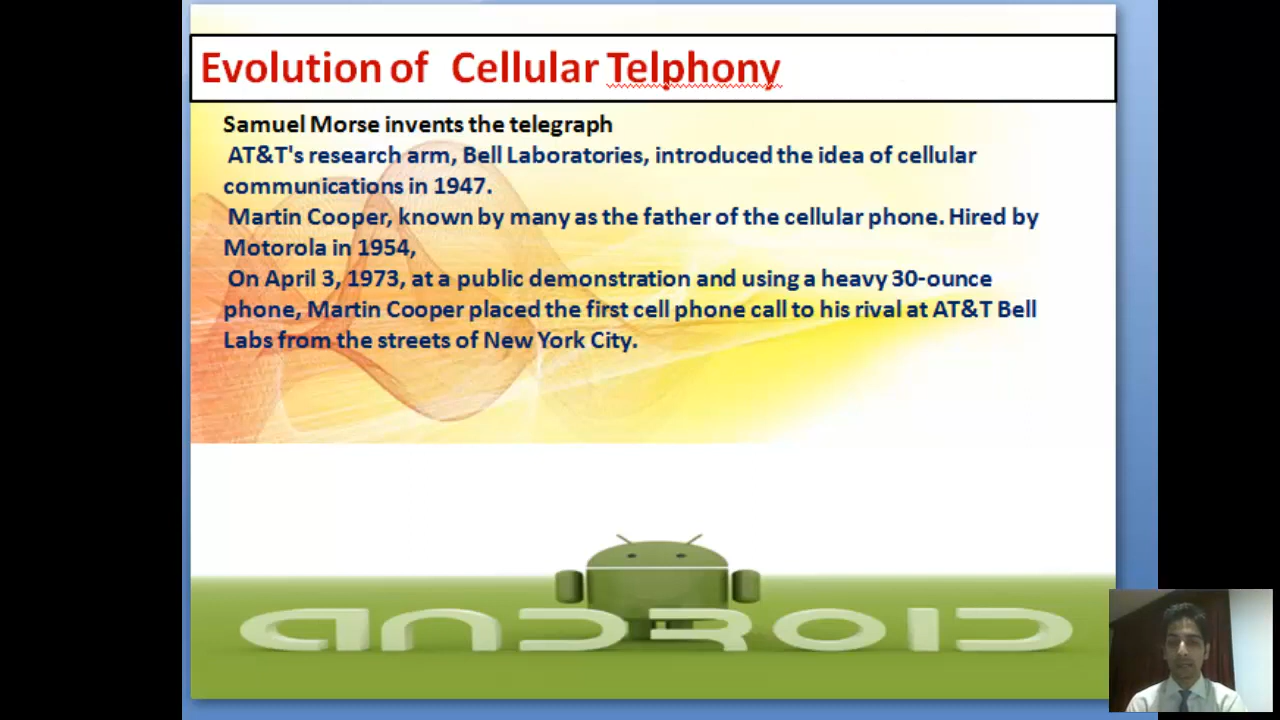 Evolution of Cellular Telphony
Samuel Morse invents the telegraph
AT&T's research arm, Bell Laboratories, introduced the idea of cellular
communications in 1947.
Martin Cooper, known by many as the father of the cellular phone. Hired by
Motorola in 1954,
On April 3, 1973, at a public demonstration and using a heavy 30-ounce
phone, Martin Cooper placed the first cell phone call to his rival at AT&T Bell
Labs from the streets of New York City.
ANDROID